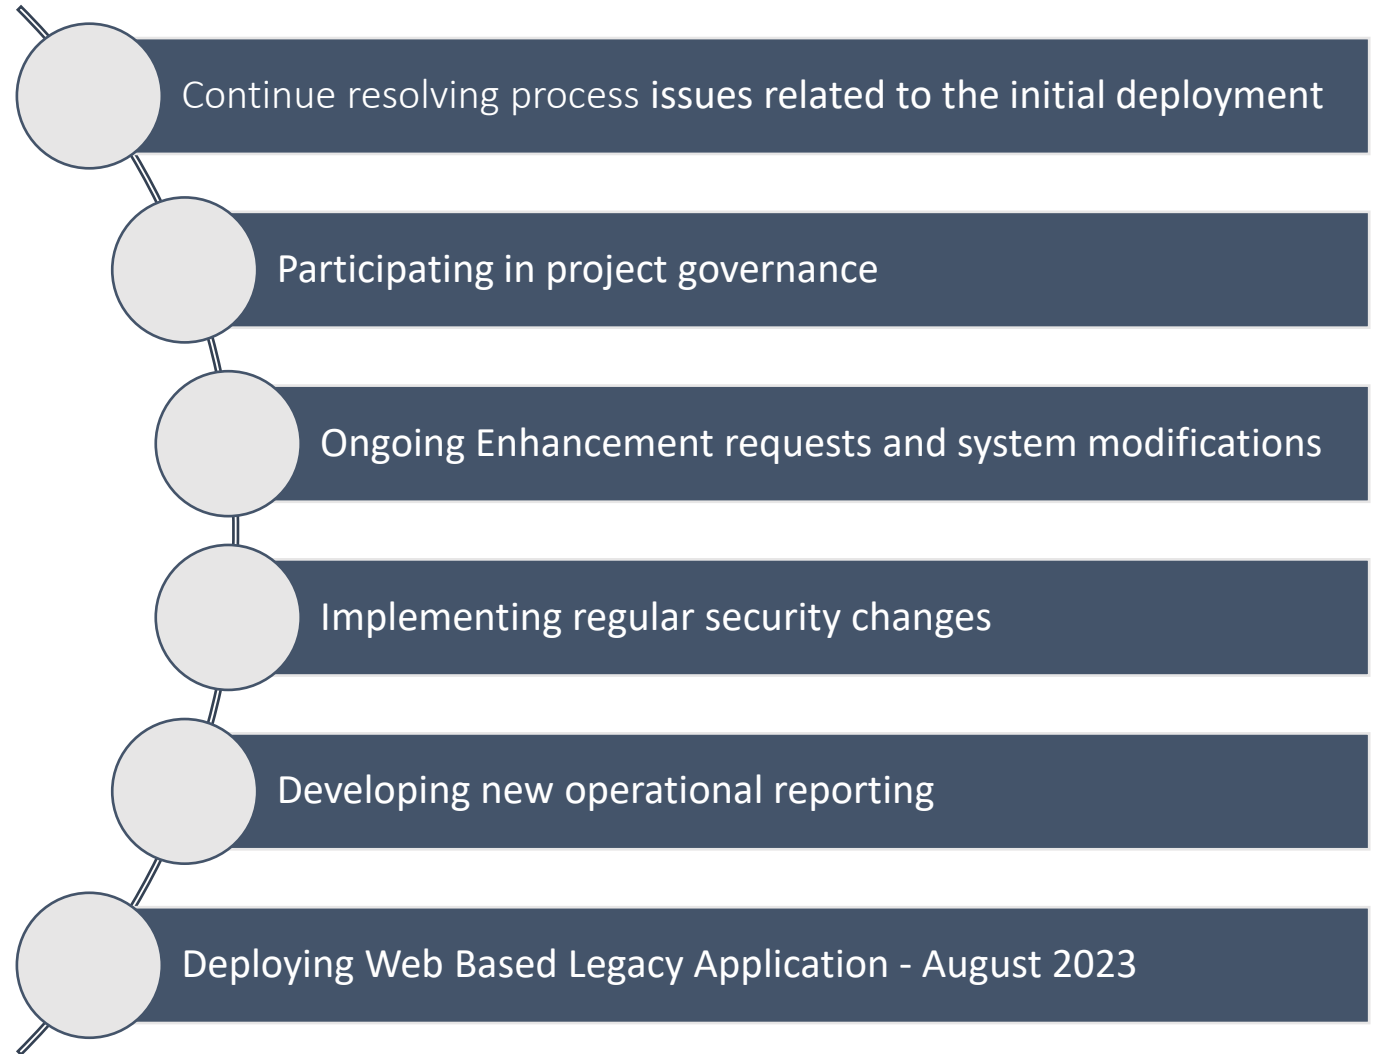 Continue resolving process issues related to the initial deployment
Participating in project governance
Ongoing Enhancement requests and system modifications
Implementing regular security changes
Developing new operational reporting
Deploying Web Based Legacy Application - August 2023